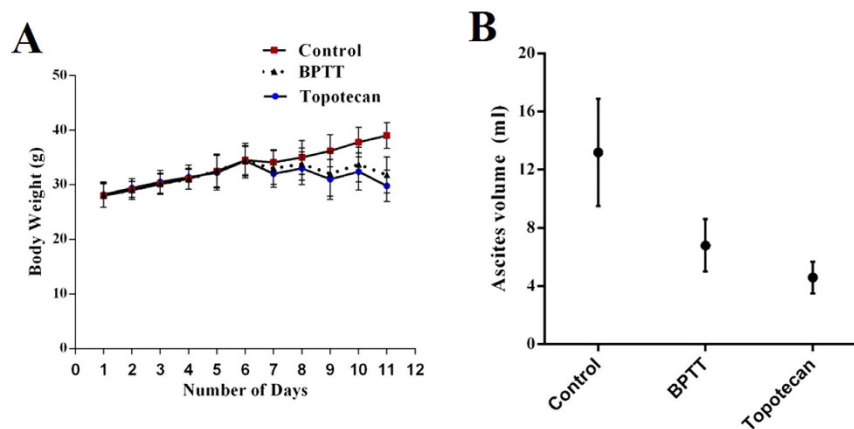 A
Control
BPTT
Topotecan
50
40
30
20
10
0
Body Weight (g)
0 1 2 3 4 5 6 7 8 9 10 11 12
Number of Days
B
20
16
12
8
4
0
Ascites volume (ml)
Control
BPTT
Topotecan